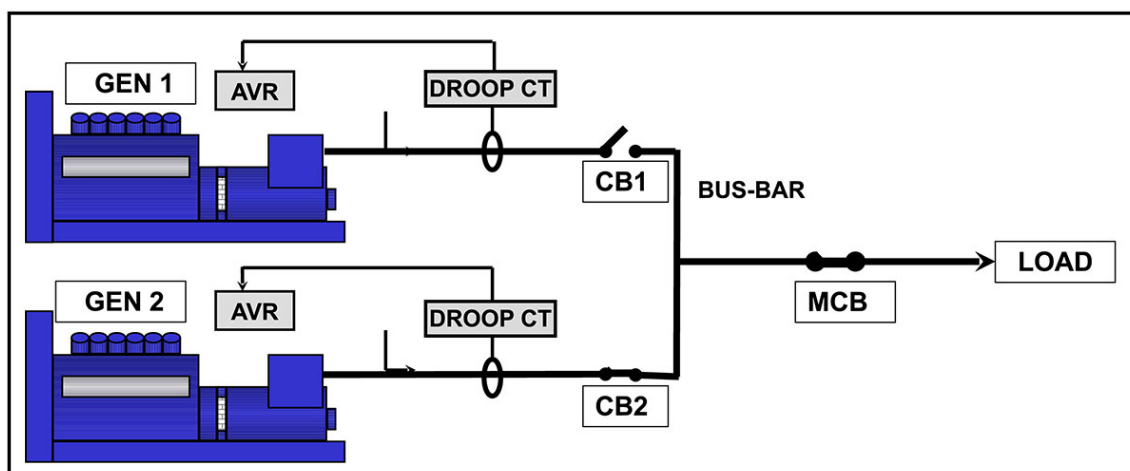 GEN 1
AVR
DROOP CT
CB1
BUS-BAR
LOAD
MCB
GEN 2
AVR
DROOP CT
CB2